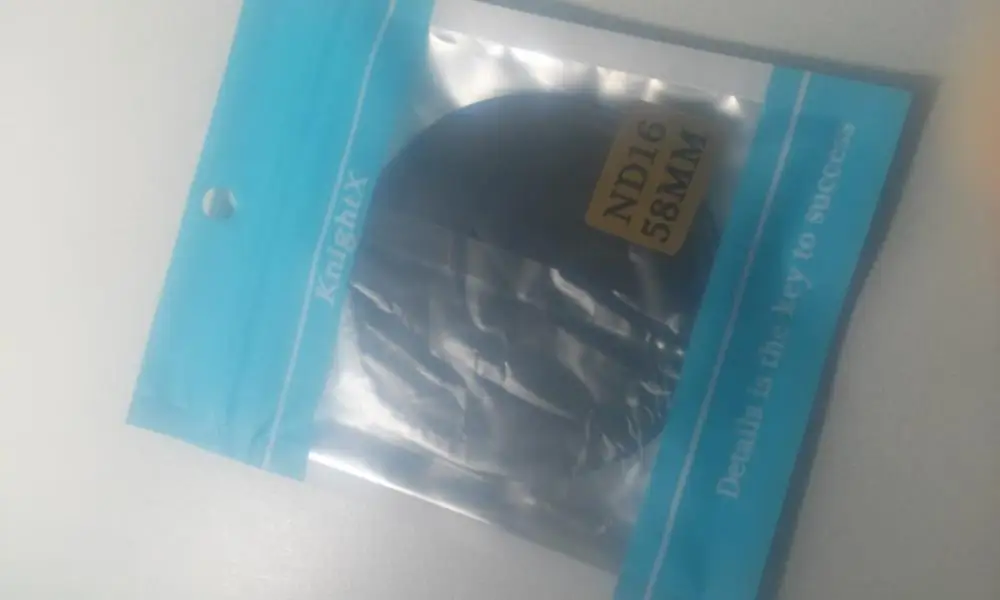 KnightX
ND16
58MM
Details is the key to success